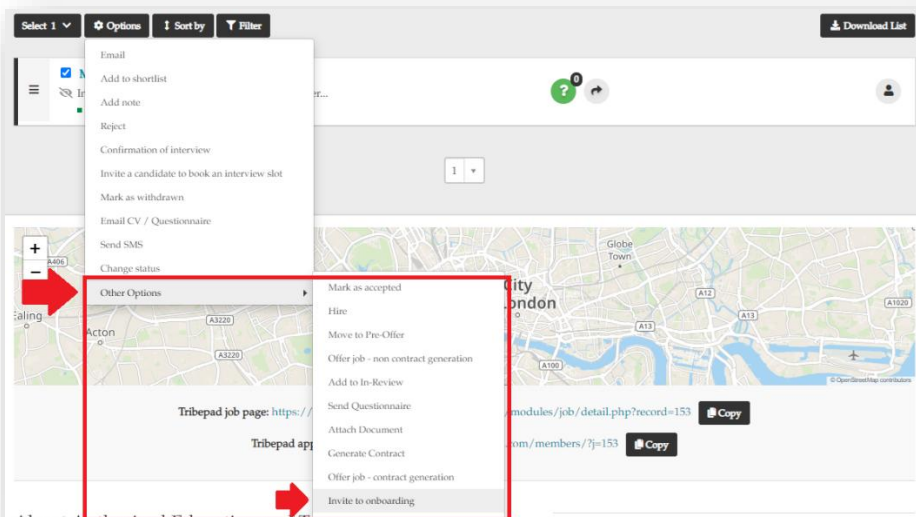 Select 1
Options
Sort by
Filter
Download List
Email
Add to shortlist
Add note
Reject
Confirmation of interview
Invite a candidate to book an interview slot
Mark as withdrawn
Email CV / Questionnaire
Send SMS
Change status
Other Options
0
?
1
+
−
A406
Ealing
Acton
A3220
A3220
Globe
Town
City
London
A12
A13
A13
A1020
A100
© OpenStreetMap contributors
Mark as accepted
Hire
Move to Pre-Offer
Offer job - non contract generation
Add to In-Review
Send Questionnaire
Attach Document
Generate Contract
Offer job - contract generation
Invite to onboarding
Tribepad job page: https:// /modules/job/detail.php?record=153 Copy
Tribepad app com/members/?j=153 Copy